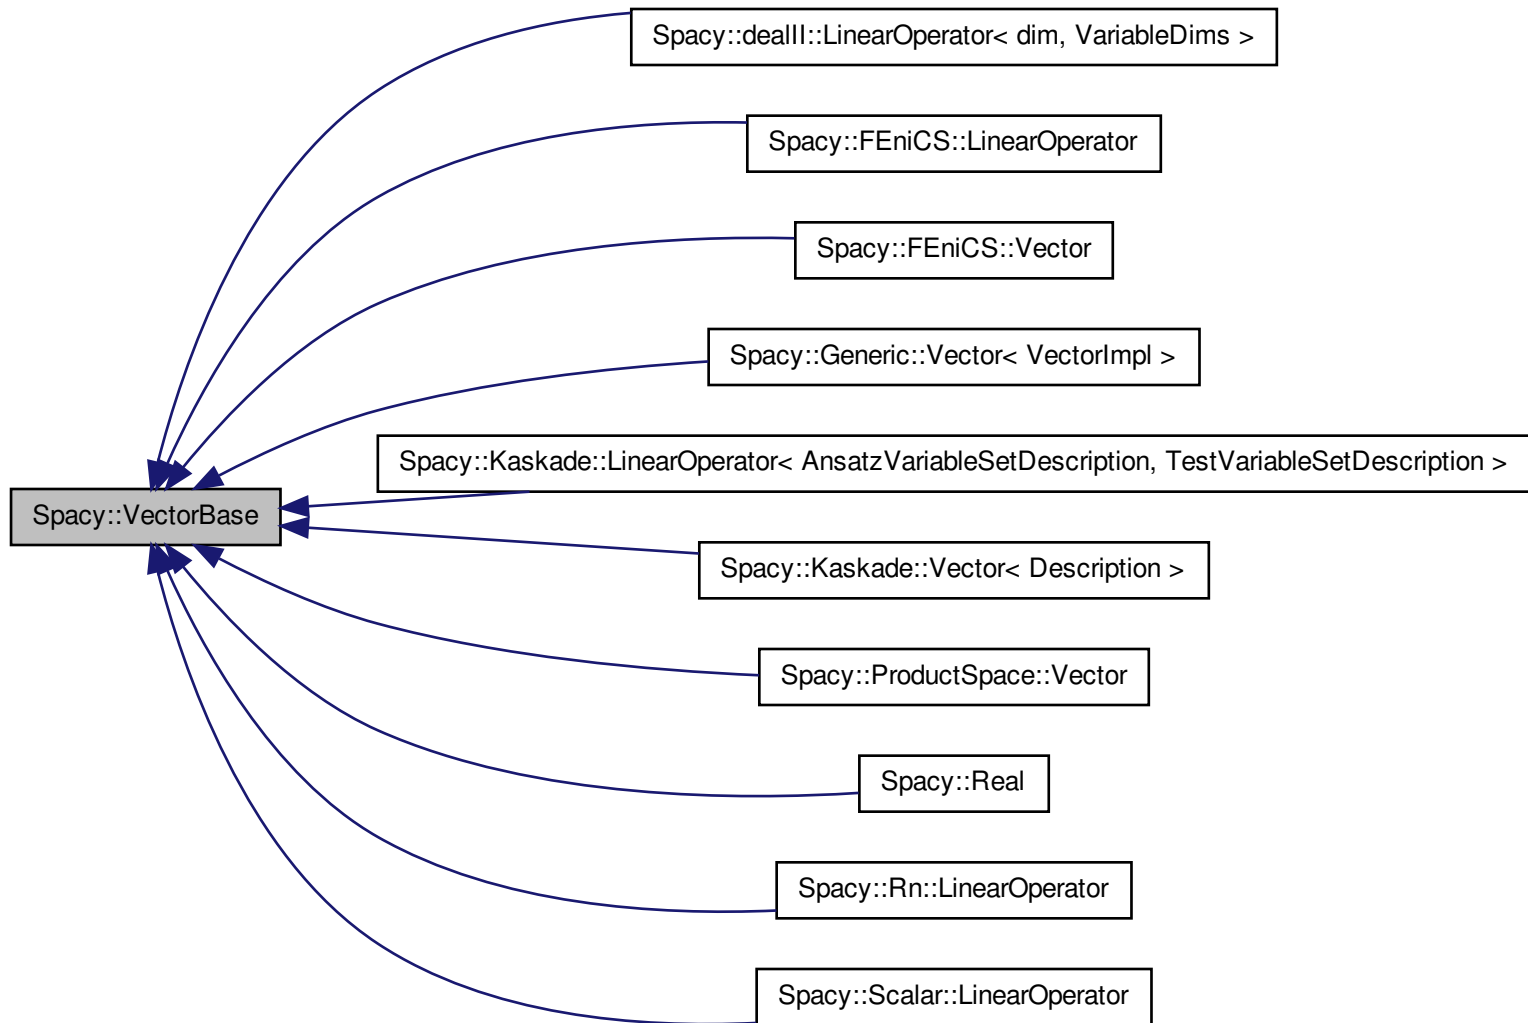 Spacy::dealII::LinearOperator< dim, VariableDims >
Spacy::FEniCS::LinearOperator
Spacy::FEniCS::Vector
Spacy::Generic::Vector< VectorImpl >
Spacy::Kaskade::LinearOperator< AnsatzVariableSetDescription, TestVariableSetDescription >
Spacy::VectorBase
Spacy::Kaskade::Vector< Description >
Spacy::ProductSpace::Vector
Spacy::Real
Spacy::Rn::LinearOperator
Spacy::Scalar::LinearOperator